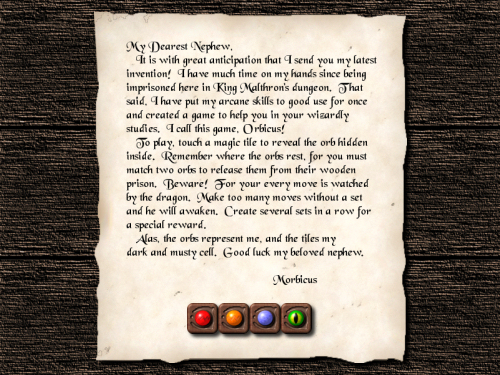 My Dearest Nephew,
It is with great anticipation that I send you my latest
invention! I have much time on my hands since being
imprisoned here in King Malthron's dungeon. That
said, I have put my arcane skills to good use for once
and created a game to help you in your wizardly
studies. I call this game, Orbicus!
To play, touch a magic tile to reveal the orb hidden
inside. Remember where the orbs rest, for you must
match two orbs to release them from their wooden
prison. Beware! For your every move is watched
by the dragon. Make too many moves without a set
and he will awaken. Create several sets in a row for
a special reward.
Alas, the orbs represent me, and the tiles my
dark and musty cell. Good luck my beloved nephew.
Morbicus